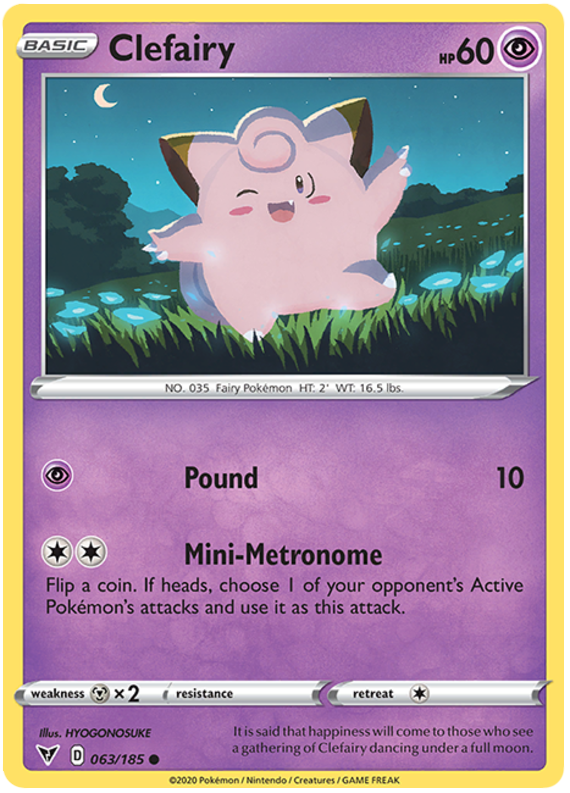 BASIC Clefairy HP60
NO. 035 Fairy Pokémon HT: 2' WT: 16.5 lbs.
Pound 10
Mini-Metronome
Flip a coin. If heads, choose 1 of your opponent's Active
Pokémon's attacks and use it as this attack.
weakness ×2 resistance retreat
Illus. HYOGONOSUKE
It is said that happiness will come to those who see
a gathering of Clefairy dancing under a full moon.
D 063/185
©2020 Pokémon / Nintendo / Creatures / GAME FREAK